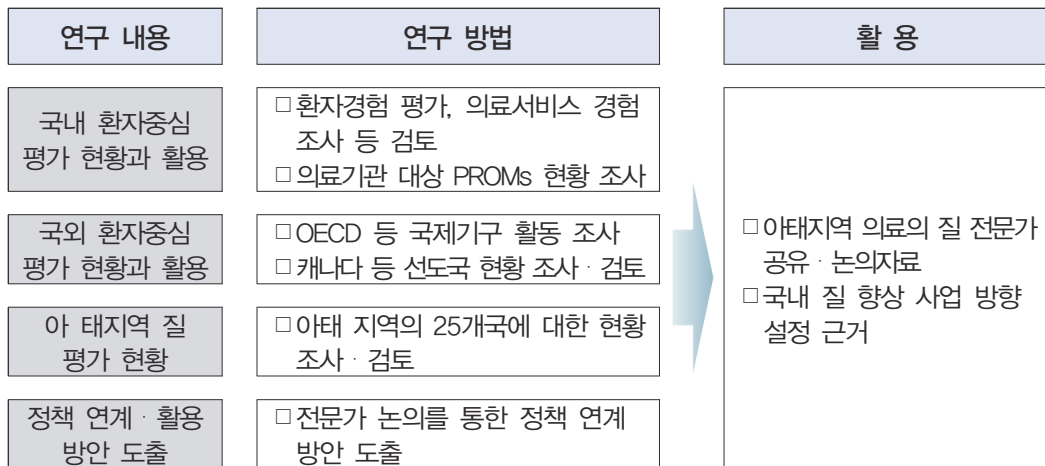 연구 내용
연구 방법
활 용
국내 환자중심
평가 현황과 활용
□ 환자경험 평가, 의료서비스 경험
조사 등 검토
□ 의료기관 대상 PROMs 현황 조사
국외 환자중심
평가 현황과 활용
□ OECD 등 국제기구 활동 조사
□ 캐나다 등 선도국 현황 조사 · 검토
아 태지역 질
평가 현황
□ 아태 지역의 25개국에 대한 현황
조사 · 검토
정책 연계 · 활용
방안 도출
□ 전문가 논의를 통한 정책 연계
방안 도출
□ 아태지역 의료의 질 전문가
공유 · 논의자료
□ 국내 질 향상 사업 방향
설정 근거